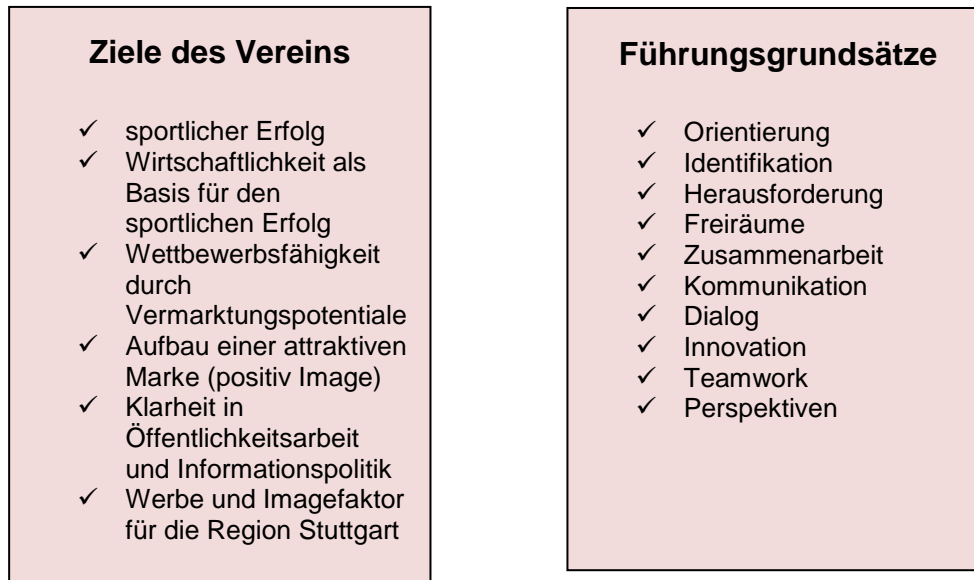 Ziele des Vereins
✓ sportlicher Erfolg
✓ Wirtschaftlichkeit als
Basis für den
sportlichen Erfolg
✓ Wettbewerbsfähigkeit
durch
Vermarktungspotentiale
✓ Aufbau einer attraktiven
Marke (positiv Image)
✓ Klarheit in
Öffentlichkeitsarbeit
und Informationspolitik
✓ Werbe und Imagefaktor
für die Region Stuttgart
Führungsgrundsätze
✓ Orientierung
✓ Identifikation
✓ Herausforderung
✓ Freiräume
✓ Zusammenarbeit
✓ Kommunikation
✓ Dialog
✓ Innovation
✓ Teamwork
✓ Perspektiven